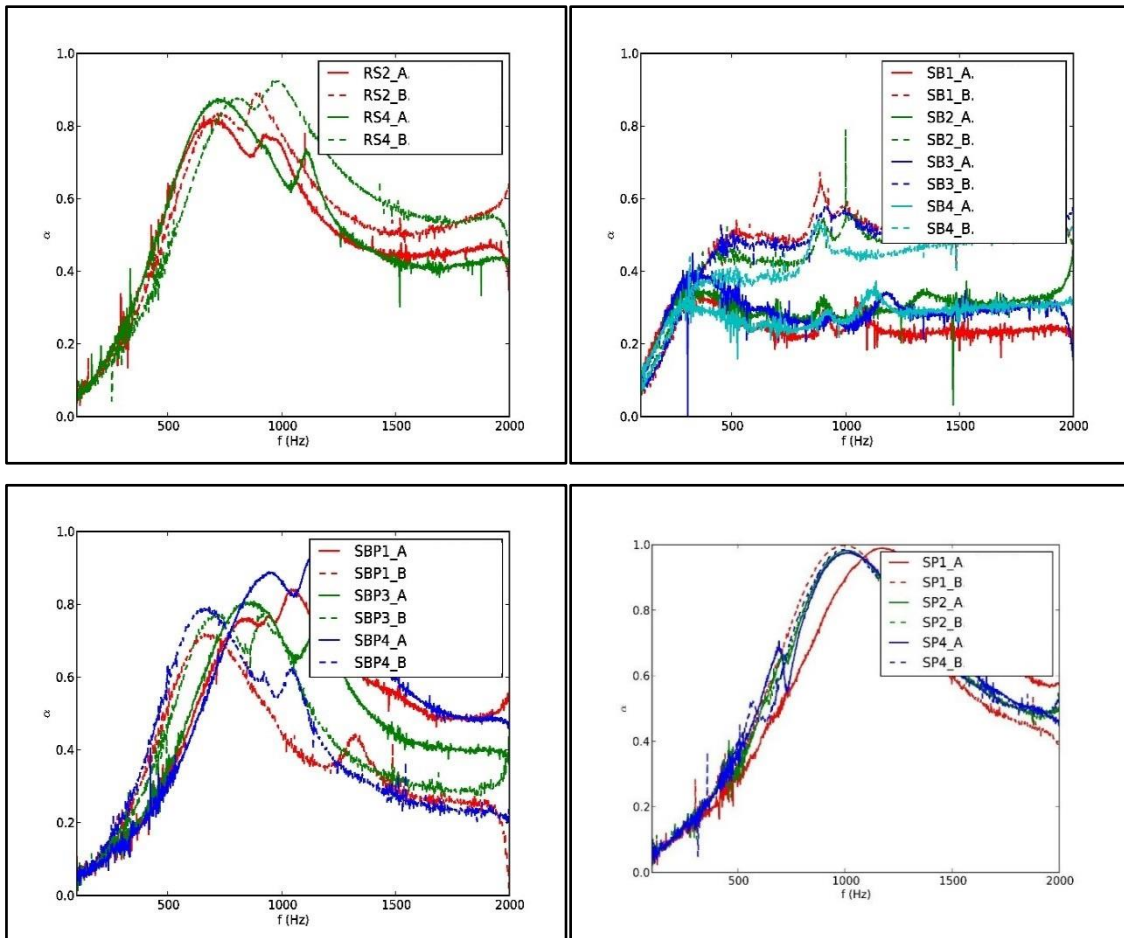 1.0
0.8
0.6
0.4
0.2
0.0
α
RS2_A.
RS2_B.
RS4_A.
RS4_B.
500
1000
1500
2000
f (Hz)
1.0
0.8
0.6
0.4
0.2
0.0
α
SB1_A.
SB1_B.
SB2_A.
SB2_B.
SB3_A.
SB3_B.
SB4_A.
SB4_B.
500
1000
1500
2000
f (Hz)
1.0
0.8
0.6
0.4
0.2
0.0
α
SBP1_A
SBP1_B
SBP3_A
SBP3_B
SBP4_A
SBP4_B
500
1000
1500
2000
f (Hz)
1.0
0.8
0.6
0.4
0.2
0.0
α
SP1_A
SP1_B
SP2_A
SP2_B
SP4_A
SP4_B
500
1000
1500
2000
f (Hz)